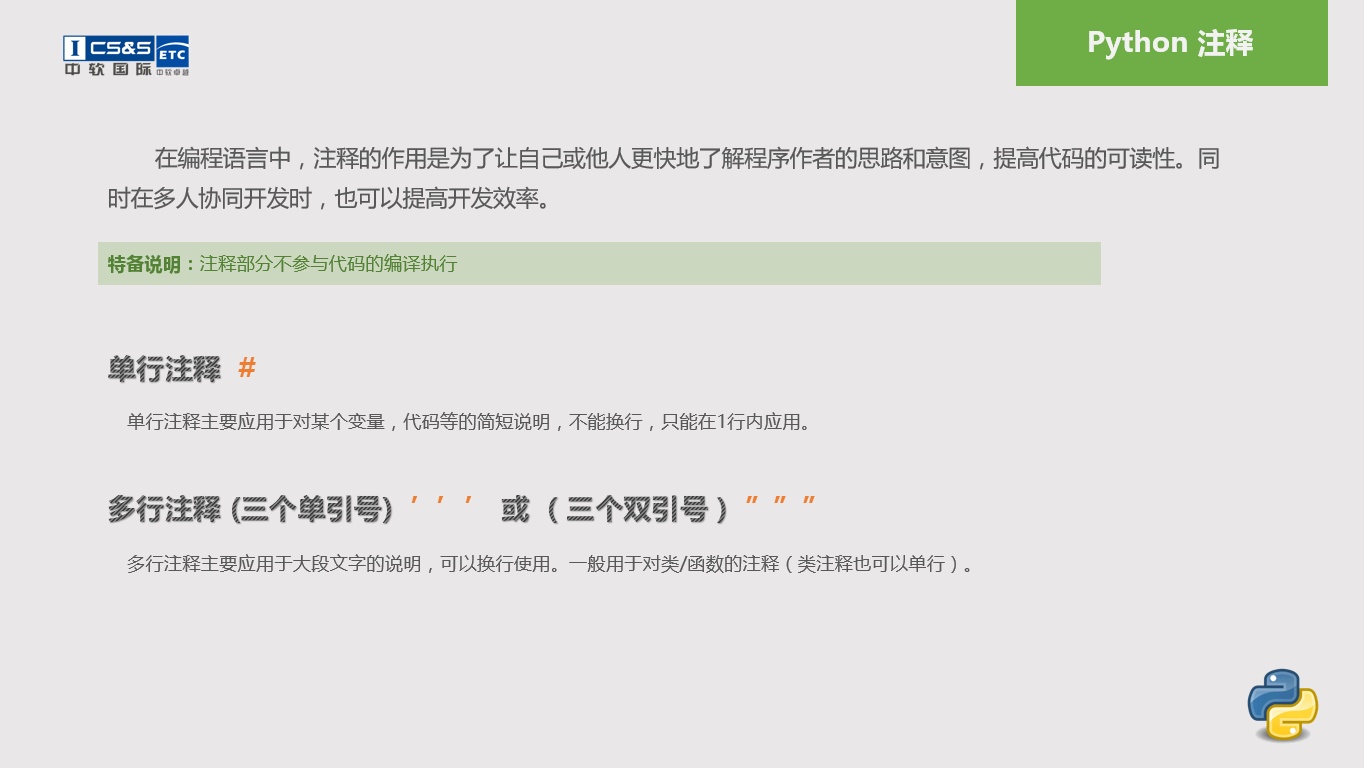 I CS&S ETC
中软国际 中软卓越
Python 注释
在编程语言中，注释的作用是为了让自己或他人更快地了解程序作者的思路和意图，提高代码的可读性。同
时在多人协同开发时，也可以提高开发效率。
特备说明：注释部分不参与代码的编译执行
单行注释 #
单行注释主要应用于对某个变量，代码等的简短说明，不能换行，只能在1行内应用。
多行注释 (三个单引号) ′ ′ ′ 或 （ 三个双引号 ） ” ” ”
多行注释主要应用于大段文字的说明，可以换行使用。一般用于对类/函数的注释（ 类注释也可以单行 ）。